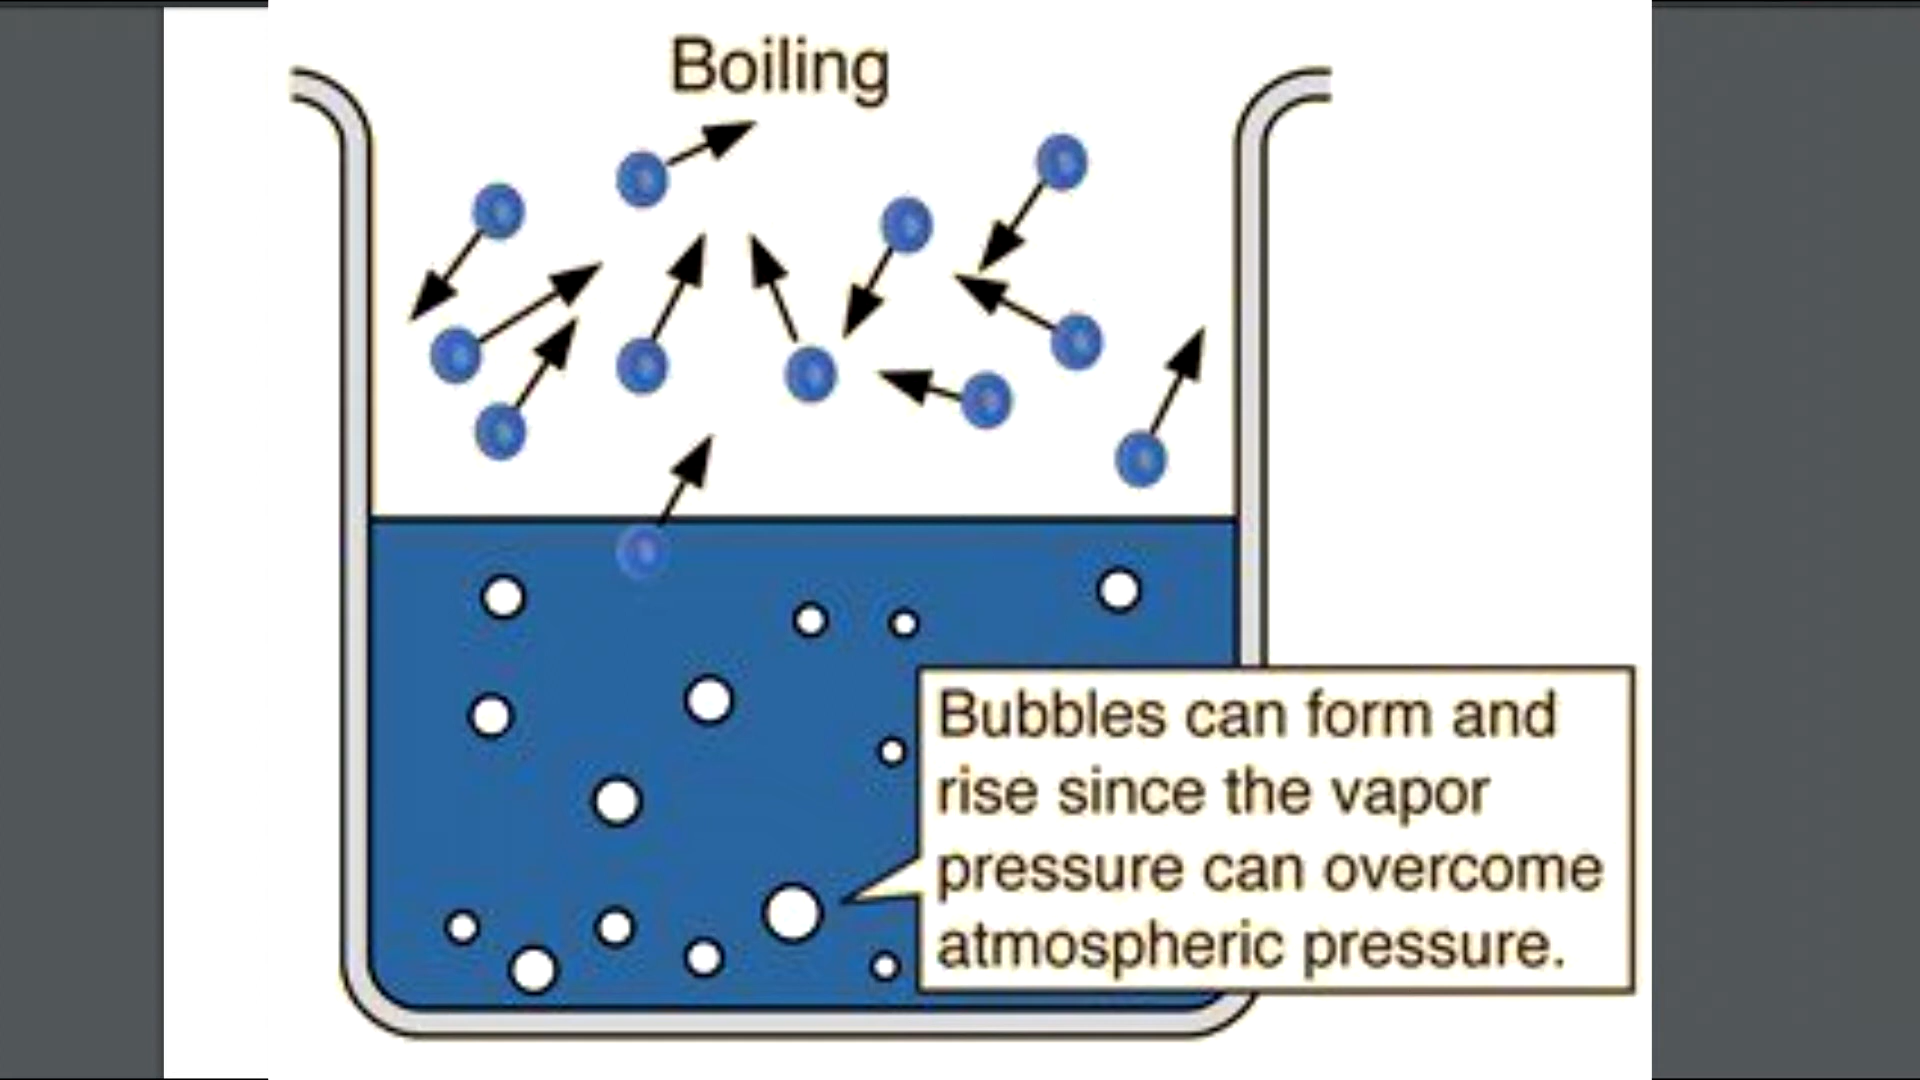 Boiling
Bubbles can form and
rise since the vapor
pressure can overcome
atmospheric pressure.